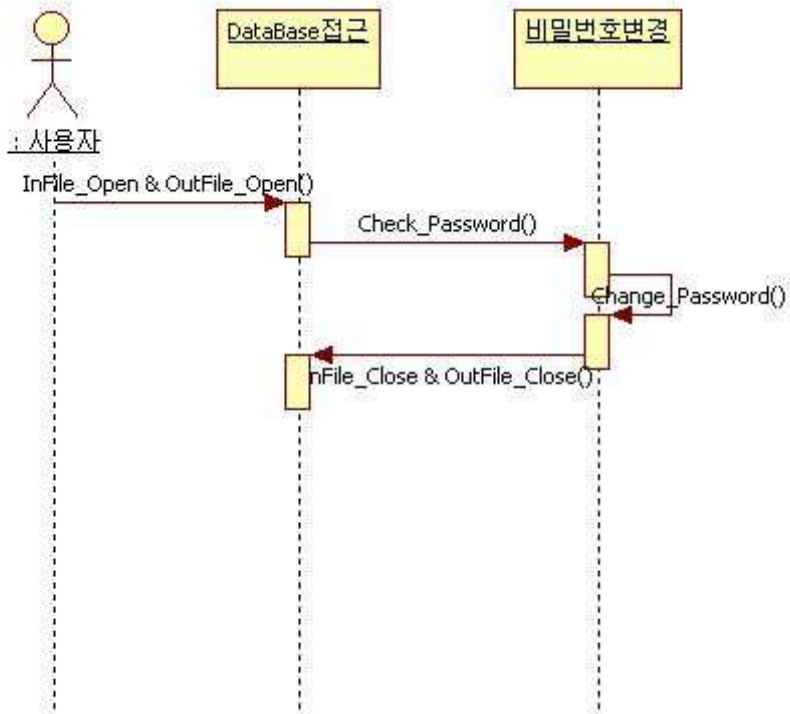 DataBase접근
비밀번호변경
: 사용자
InFile_Open & OutFile_Open()
Check_Password()
Change_Password()
nFile_Close & OutFile_Close()